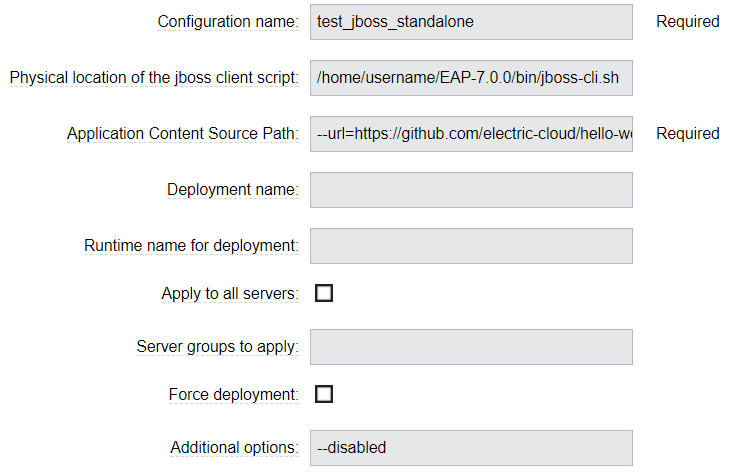 Configuration name: test_jboss_standalone Required
Physical location of the jboss client script: /home/username/EAP-7.0.0/bin/jboss-cli.sh
Application Content Source Path: --url=https://github.com/electric-cloud/hello-w Required
Deployment name:
Runtime name for deployment:
Apply to all servers:
Server groups to apply:
Force deployment:
Additional options: --disabled